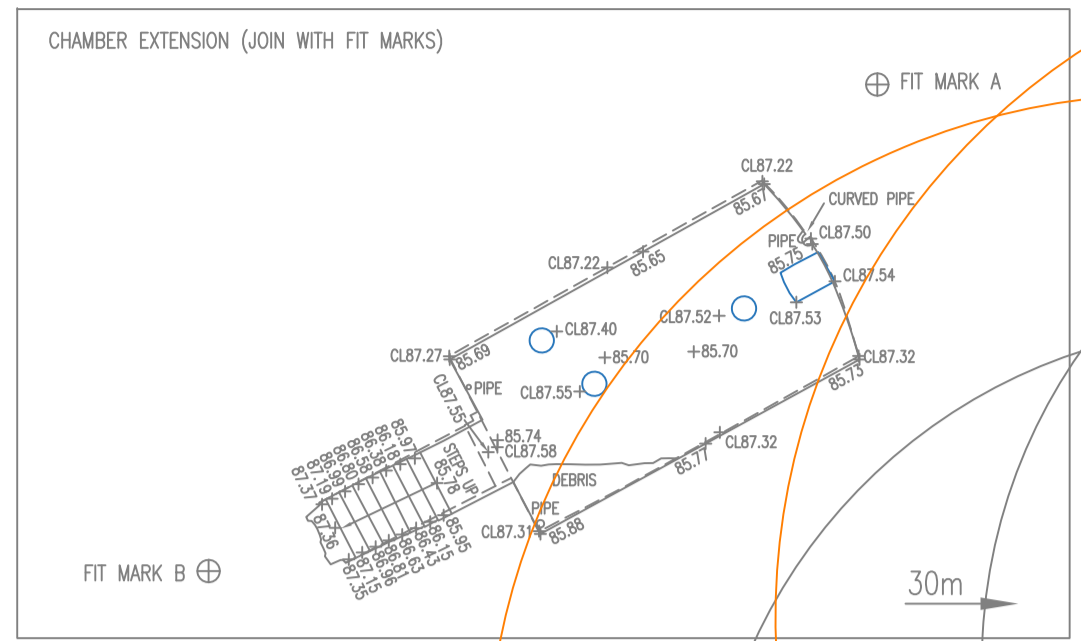 CHAMBER EXTENSION (JOIN WITH FIT MARKS)
FIT MARK A
CL87.22
85.67
CURVED PIPE
PIPE
CL87.50
85.75
CL87.22
85.65
CL87.54
CL87.53
CL87.52
CL87.40
CL87.27
85.69
85.70
85.70
CL87.32
85.73
PIPE
CL87.55
CL87.55
CL87.32
85.77
85.74
CL87.58
85.97
86.18
86.38
86.58
86.80
86.99
87.19
87.37
STEPS UP
85.78
DEBRIS
PIPE
CL87.31
85.88
87.36
85.95
86.15
86.43
86.63
86.81
86.96
87.15
87.35
FIT MARK B
30m